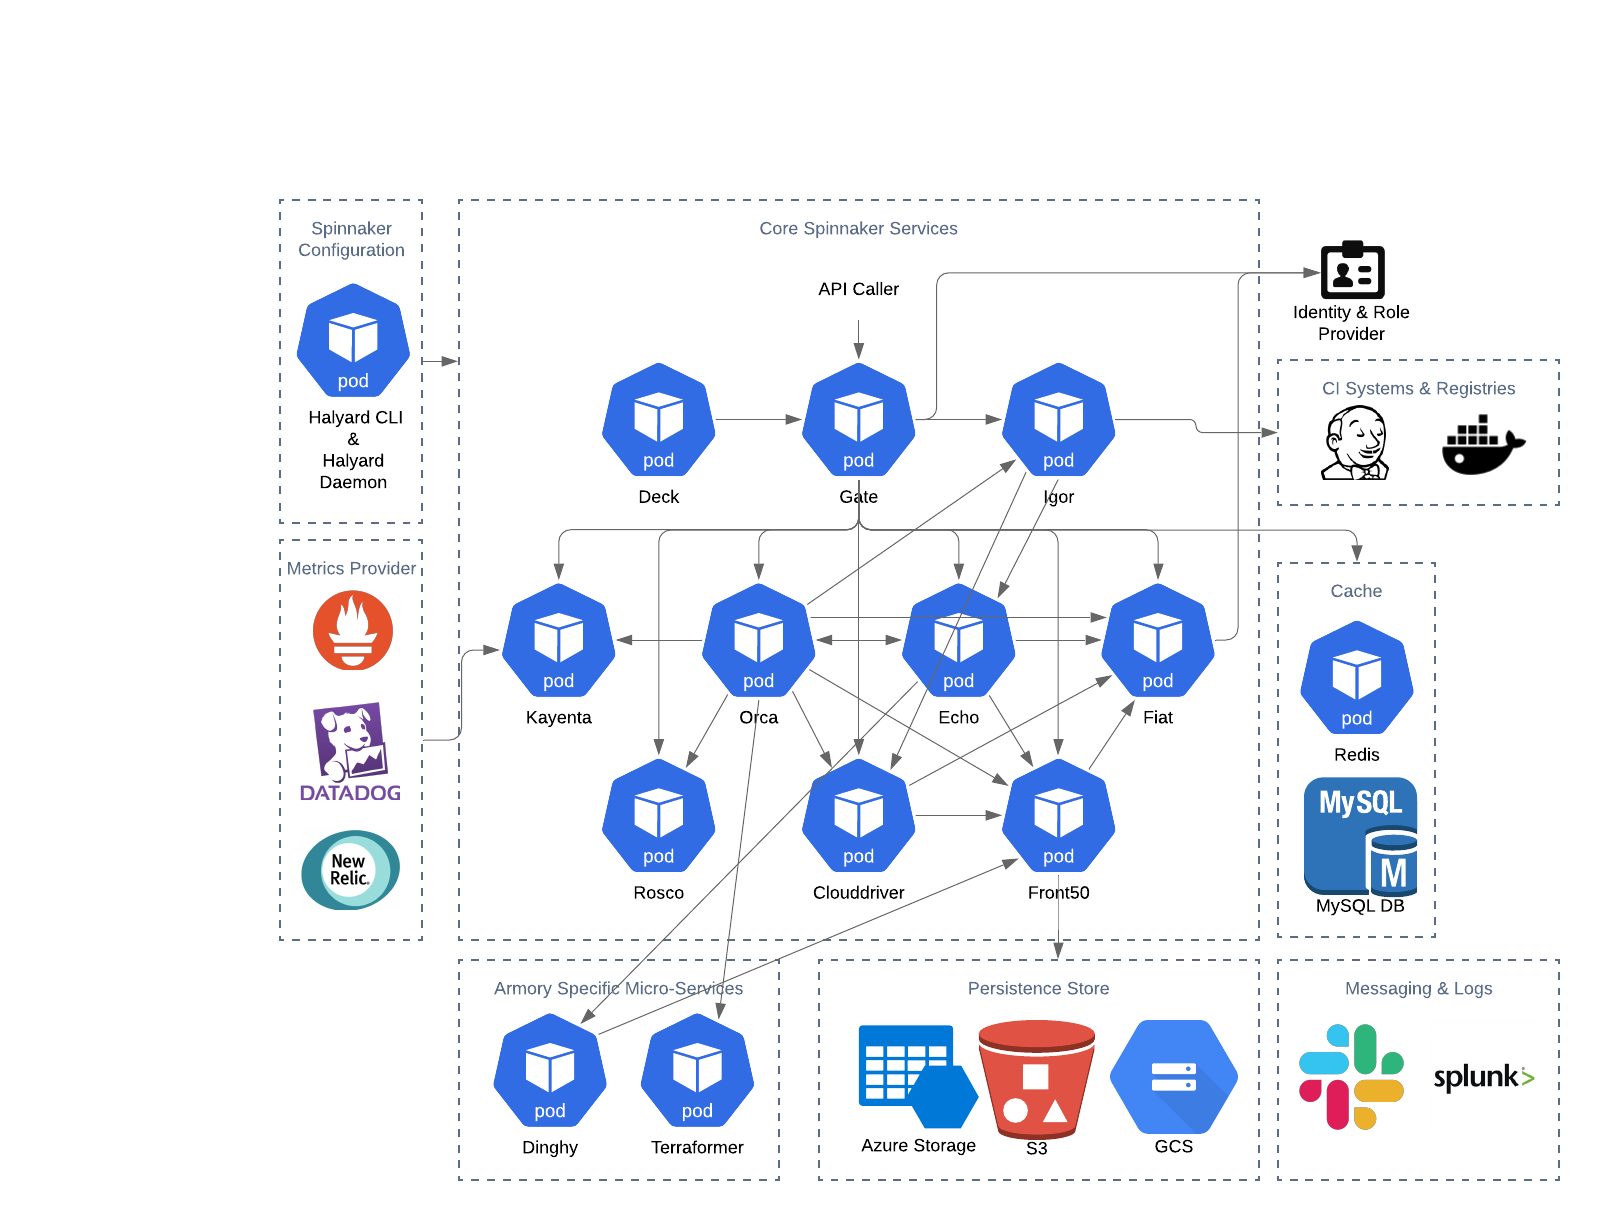 Spinnaker
Configuration
pod
Halyard CLI
&
Halyard
Daemon
Metrics Provider
DATADOG
New
Relic.
Core Spinnaker Services
API Caller
pod
Deck
pod
Gate
pod
Igor
pod
Kayenta
pod
Orca
pod
Echo
pod
Fiat
pod
Rosco
pod
Clouddriver
pod
Front50
Identity & Role
Provider
CI Systems & Registries
Cache
pod
Redis
MySQL
M
MySQL DB
Armory Specific Micro-Services
pod
Dinghy
pod
Terraformer
Persistence Store
Azure Storage
S3
GCS
Messaging & Logs
splunk>